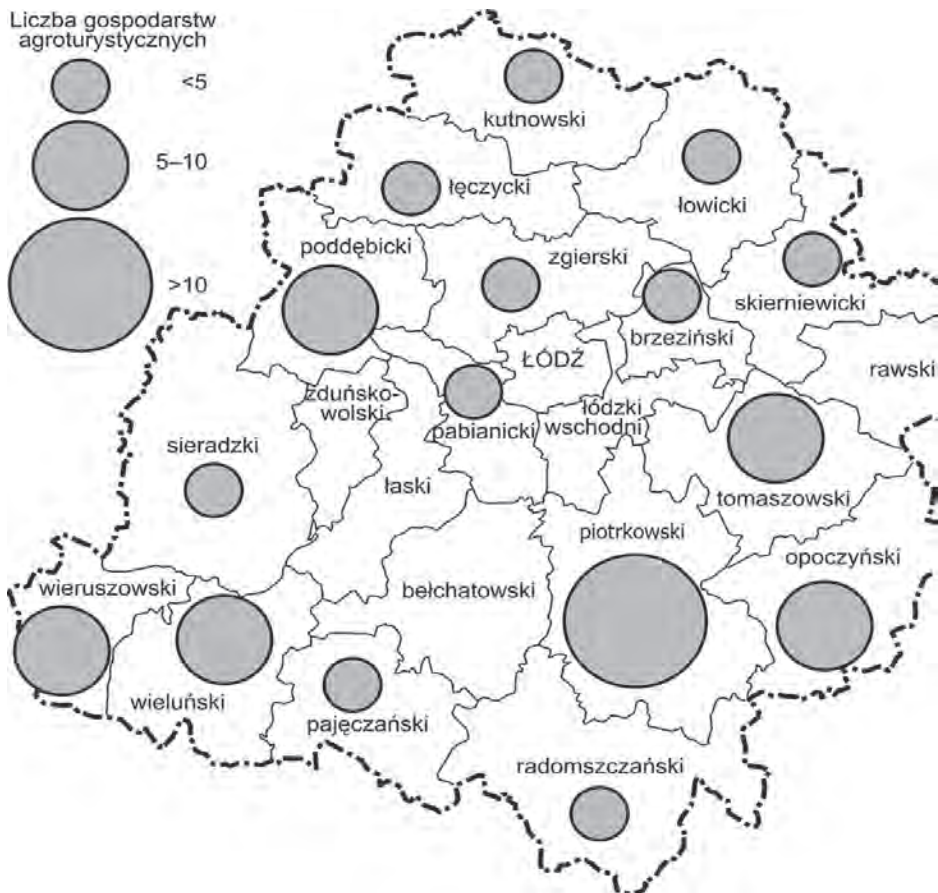 Liczba gospodarstw
agroturystycznych
<5
5–10
>10
kutnowski
łęczycki
łowicki
poddębicki
zgierski
skierniewicki
brzeziński
ŁÓDŹ
rawski
zduńsko-
wolski
pabianicki
łódzki
wschodni
sieradzki
łaski
tomaszowski
piotrkowski
opoczyński
wieruszowski
bełchatowski
wieluński
pajęczański
radomszczański